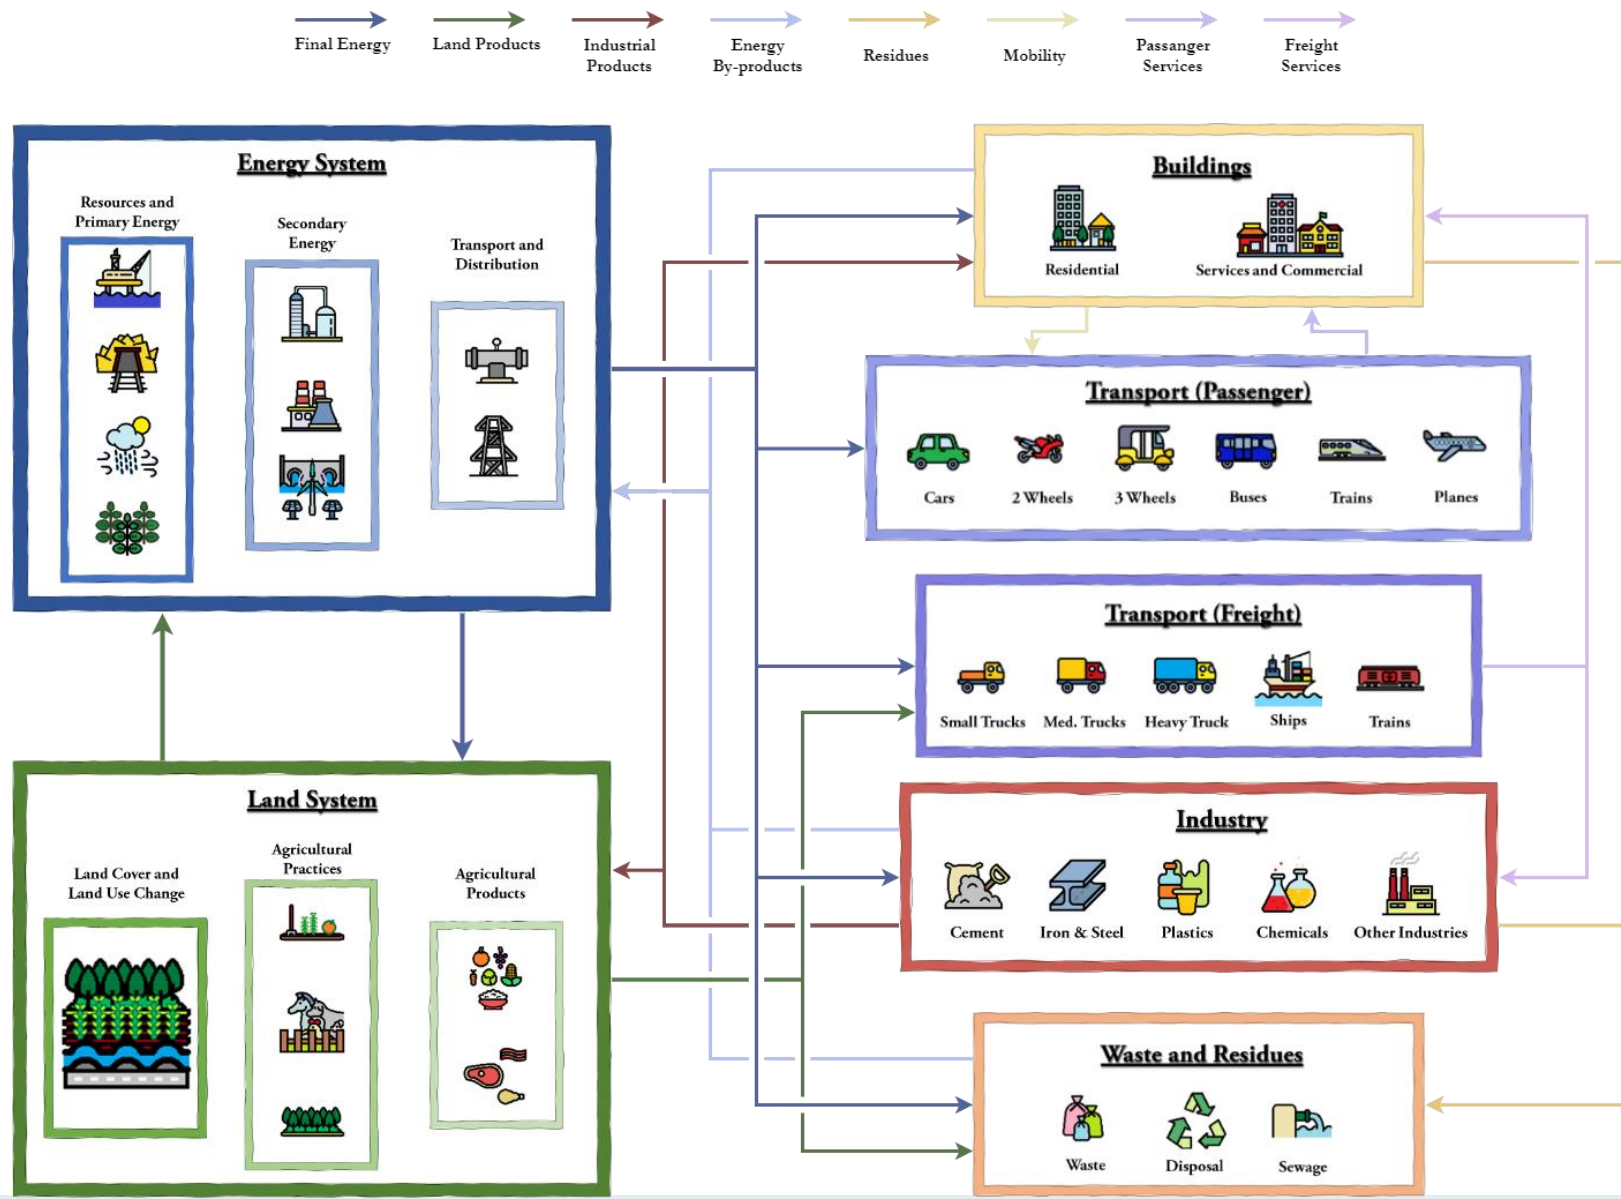 Final Energy
Land Products
Industrial
Products
Energy
By-products
Residues
Mobility
Passanger
Services
Freight
Services
Energy System
Resources and
Primary Energy
Secondary
Energy
Transport and
Distribution
Buildings
Residential
Services and Commercial
Transport (Passenger)
Cars
2 Wheels
3 Wheels
Buses
Trains
Planes
Transport (Freight)
Small Trucks
Med. Trucks
Heavy Truck
Ships
Trains
Land System
Land Cover and
Land Use Change
Agricultural
Practices
Agricultural
Products
Industry
Cement
Iron & Steel
Plastics
Chemicals
Other Industries
Waste and Residues
Waste
Disposal
Sewage